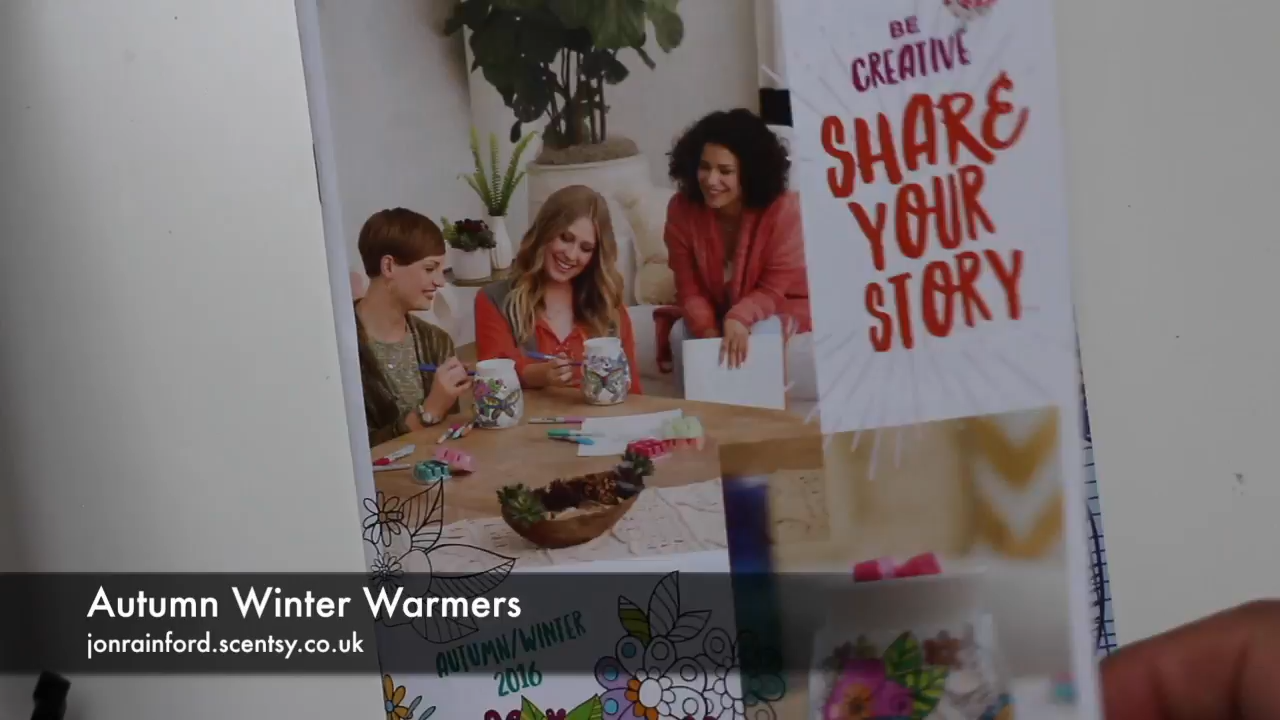 BE
CREATIVE
SHARE
YOUR
STORY
Autumn Winter Warmers
jonrainford.scentsy.co.uk
AUTUMN/WINTER
2016